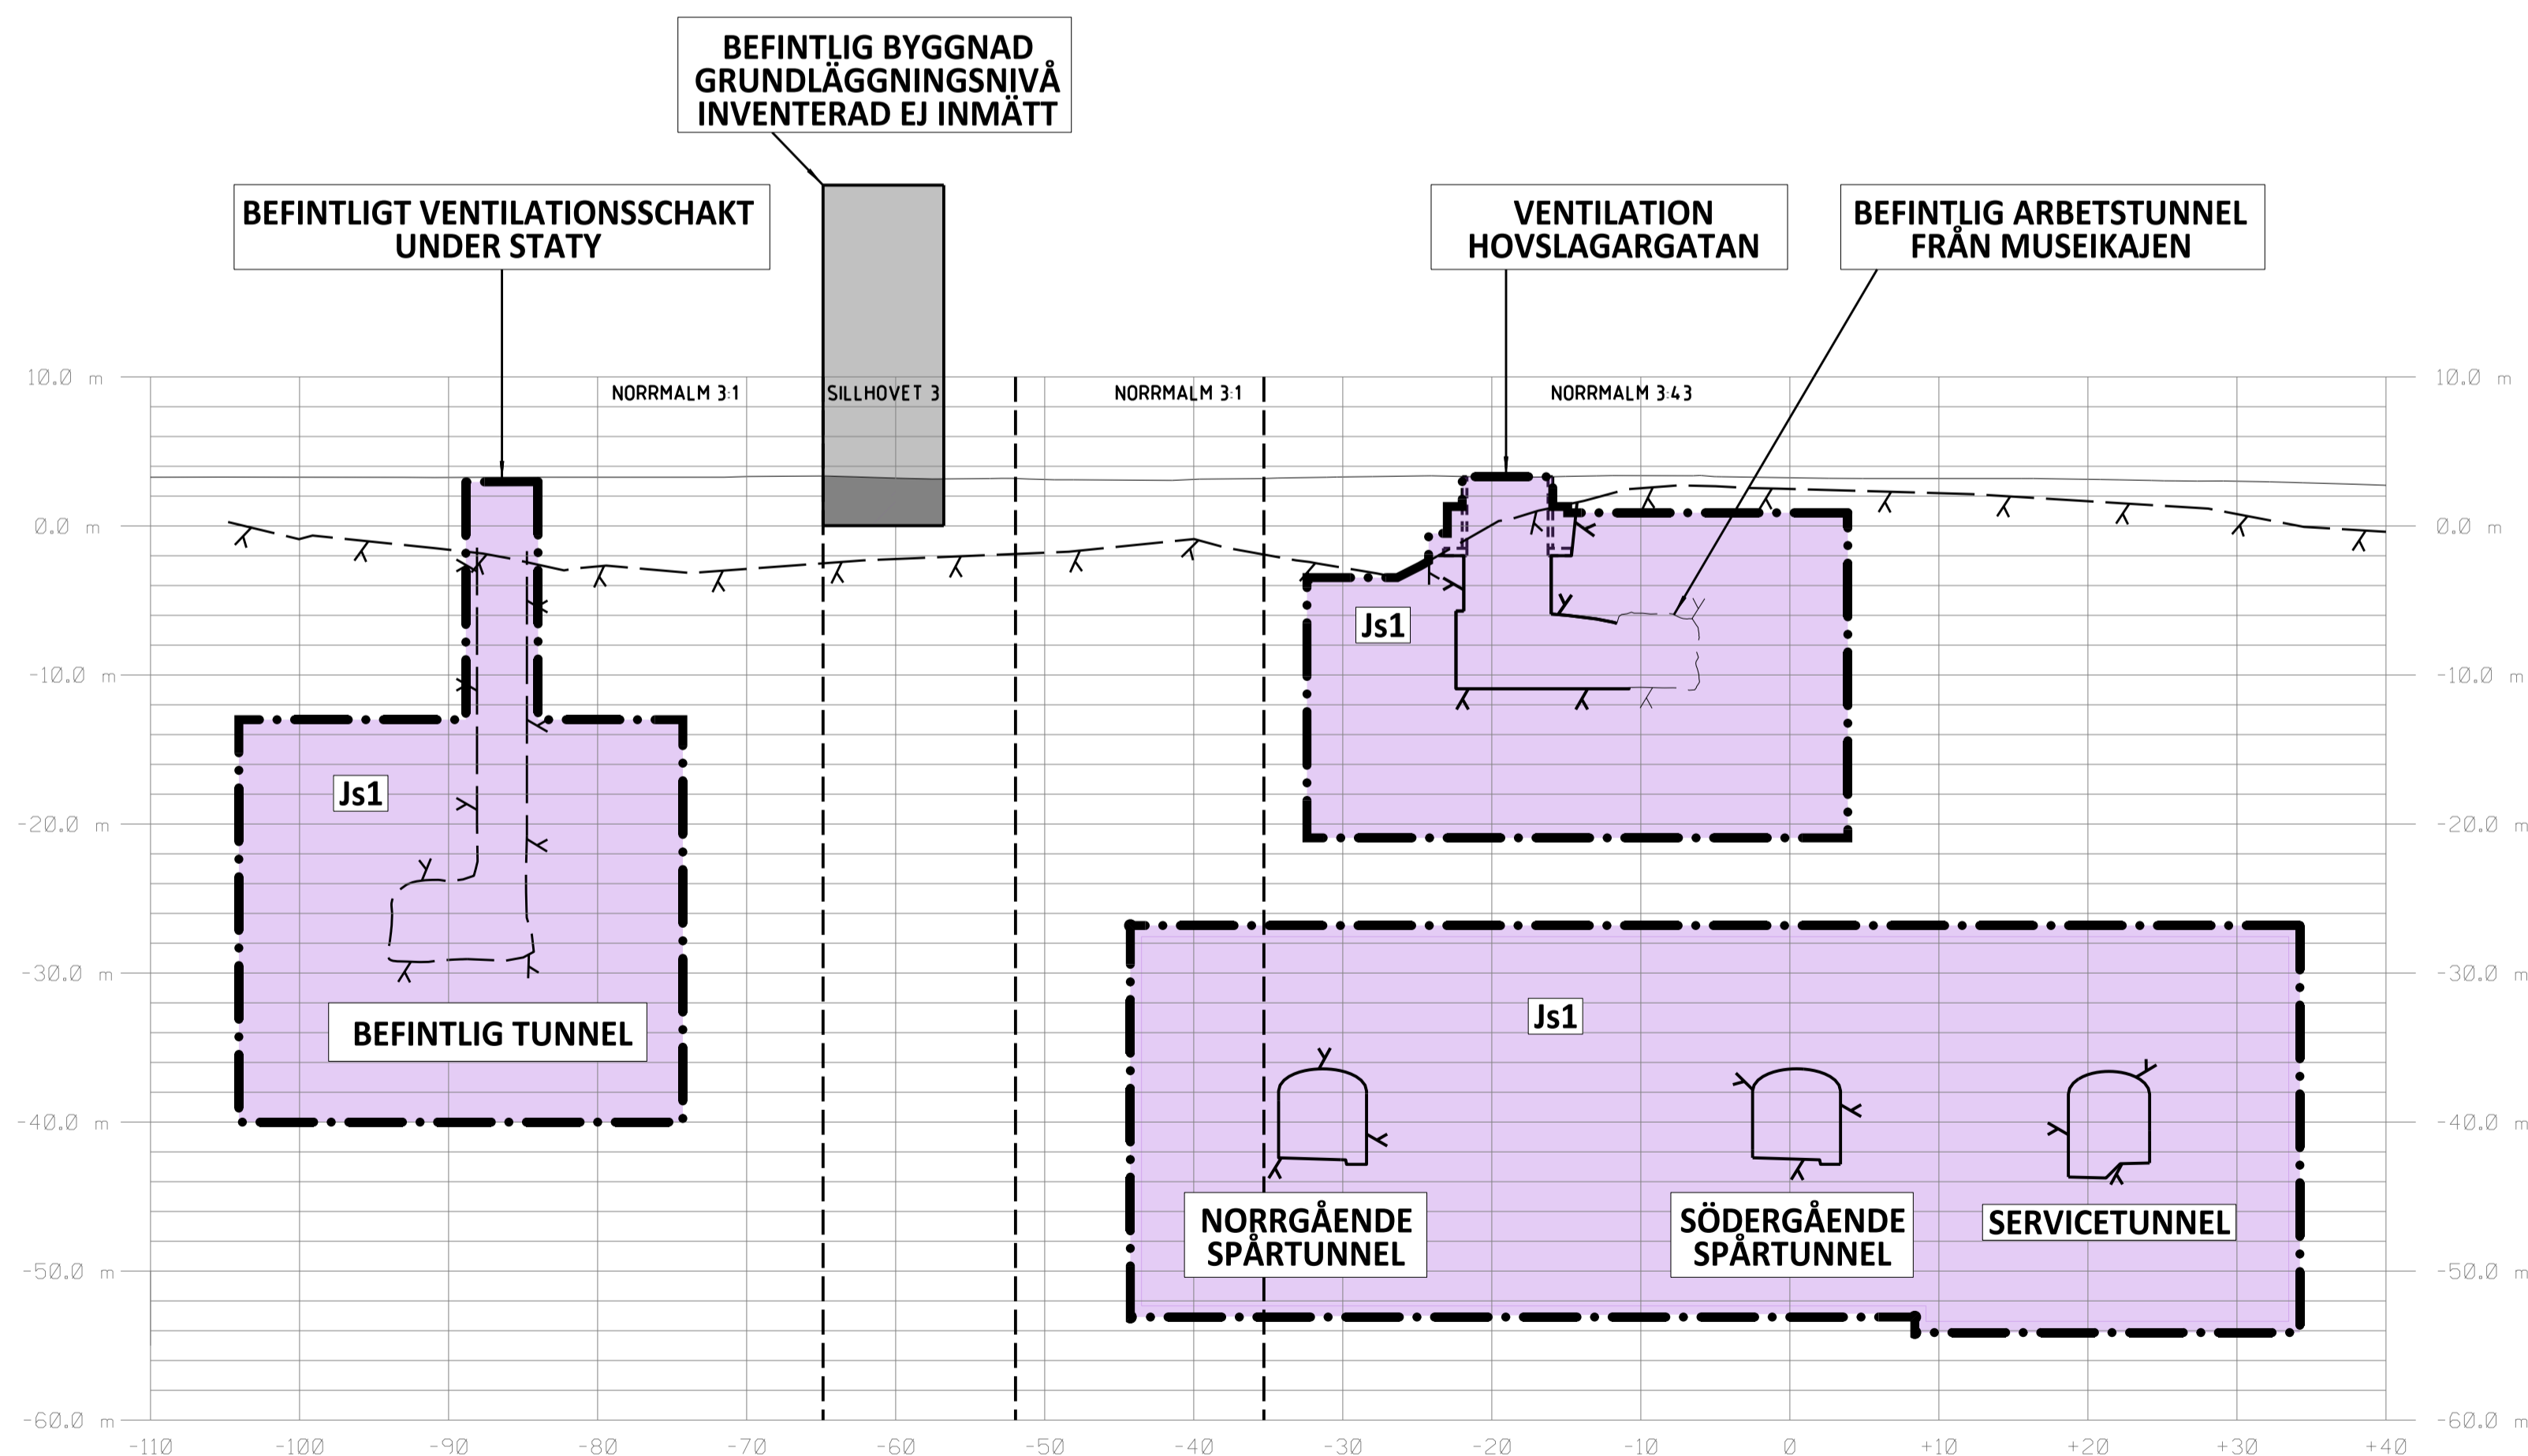 BEFINTLIG BYGGNAD
GRUNDLÄGGNINGSNIVÅ
INVENTERAD EJ INMÄTT
BEFINTLIGT VENTILATIONSSCHAKT
UNDER STATY
VENTILATION
HOVSLAGARGATAN
BEFINTLIG ARBETSTUNNEL
FRÅN MUSEIKAJEN
10.0 m
NORRMALM 3:1
SILLHOVET 3
NORRMALM 3:1
NORRMALM 3:43
10.0 m
0.0 m
0.0 m
Js1
-10.0 m
-10.0 m
Js1
-20.0 m
-20.0 m
-30.0 m
-30.0 m
Js1
BEFINTLIG TUNNEL
-40.0 m
-40.0 m
NORRGÅENDE
SPÅRTUNNEL
SÖDERGÅENDE
SPÅRTUNNEL
SERVICETUNNEL
-50.0 m
-50.0 m
-60.0 m
-60.0 m
-110 -100 -90 -80 -70 -60 -50 -40 -30 -20 -10 0 +10 +20 +30 +40